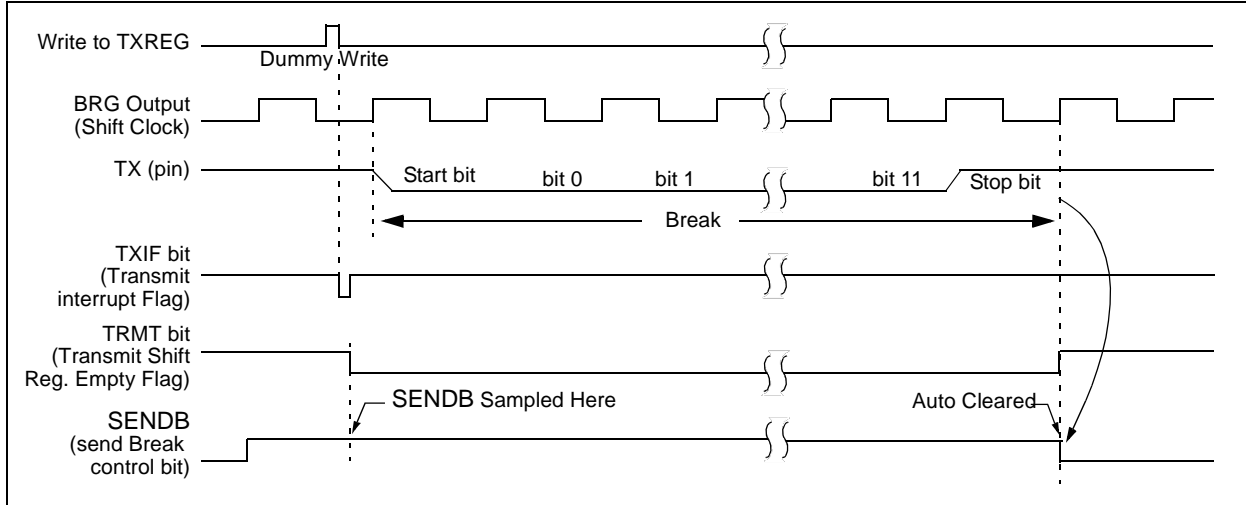 Write to TXREG
Dummy Write
BRG Output
(Shift Clock)
TX (pin)
Start bit
bit 0
bit 1
bit 11
Stop bit
Break
TXIF bit
(Transmit
interrupt Flag)
TRMT bit
(Transmit Shift
Reg. Empty Flag)
SENDB Sampled Here
Auto Cleared
SENDB
(send Break
control bit)